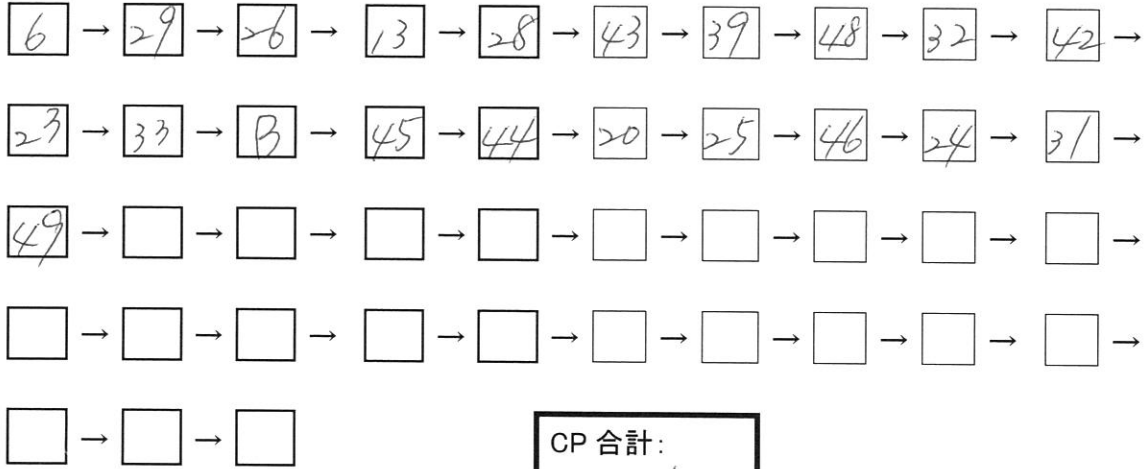 6 → 29 → 26 → 13 → 28 → 43 → 39 → 48 → 32 → 42 →
23 → 33 → B → 45 → 44 → 20 → 25 → 46 → 24 → 31 →
49 → → → → → → → → → →
→ → → → → → → → → →
→ →
CP 合計: